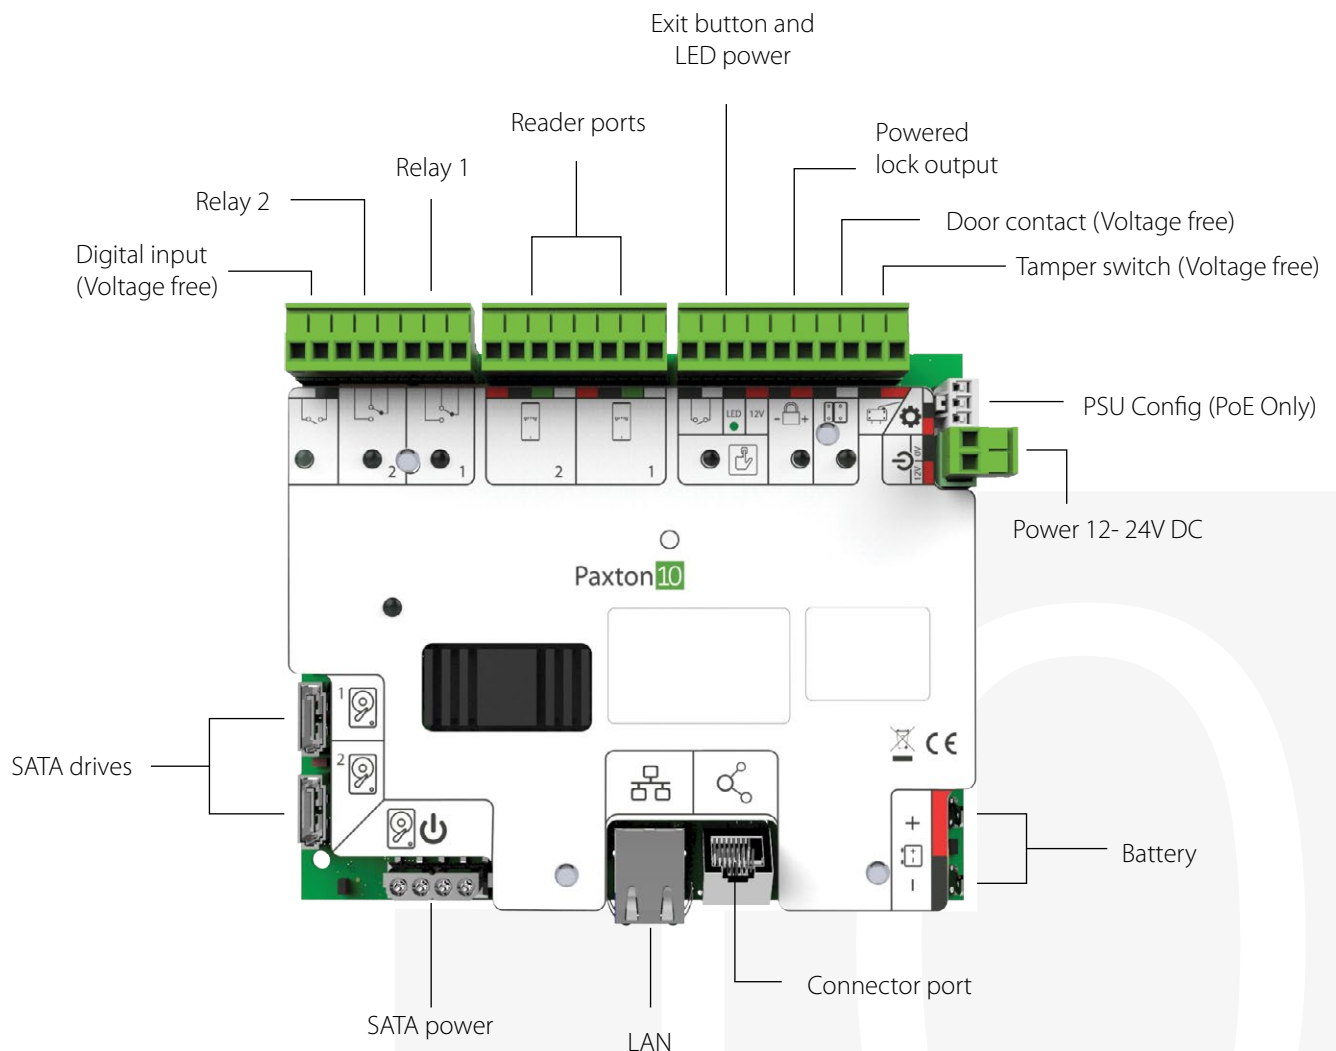 Exit button and
LED power
Reader ports
Powered
lock output
Relay 1
Relay 2
Door contact (Voltage free)
Digital input
(Voltage free)
Tamper switch (Voltage free)
PSU Config (PoE Only)
LED
12V
- +
2
1
2
1
12V 0V
Power 12- 24V DC
Paxton10
1
2
SATA drives
CE
+
-
Battery
Connector port
SATA power
LAN